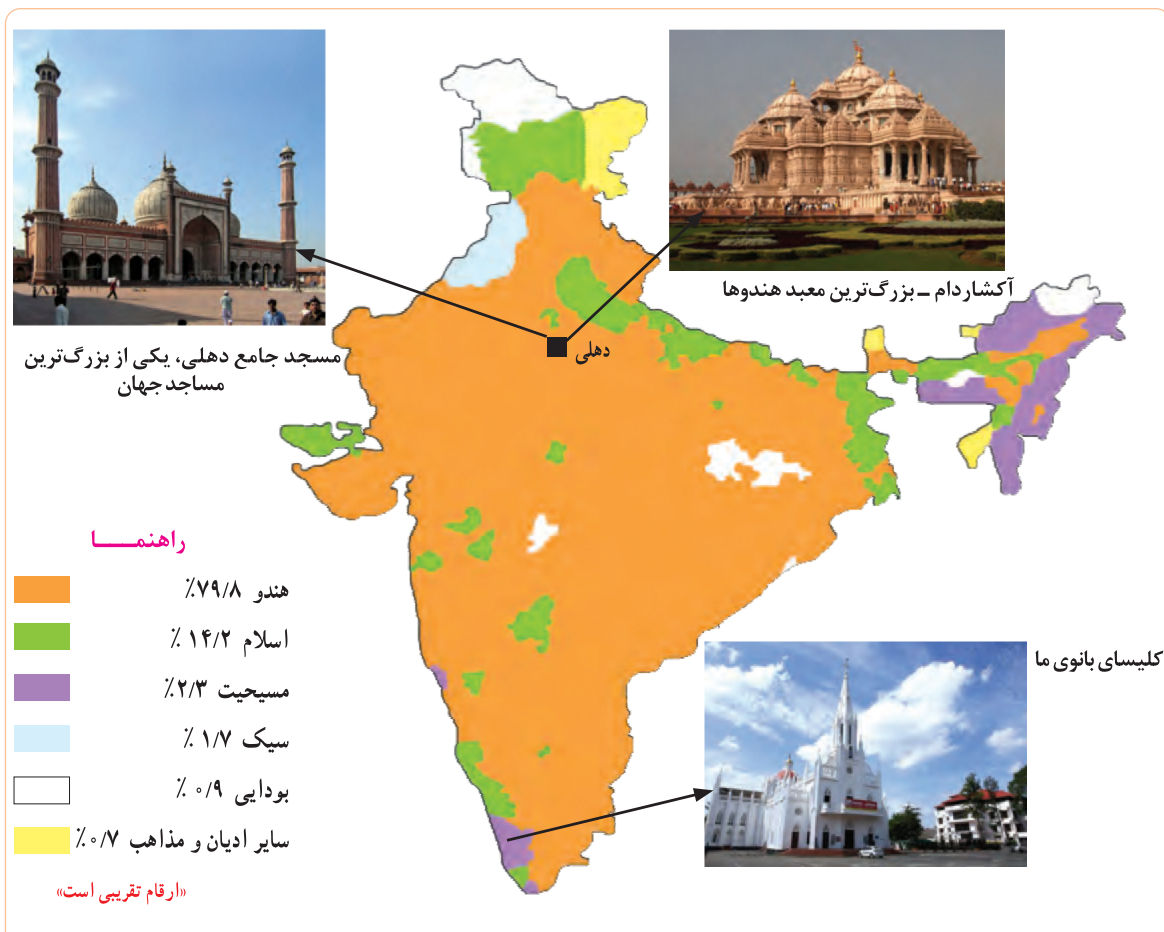 آکشاردام ــ بزرگ‌ترین معبد هندوها
مسجد جامع دهلی، یکی از بزرگ‌ترین
مساجد جهان
دهلی
راهنمــــا
هندو ۷۹/۸٪
اسلام ۱۴/۲ ٪
مسیحیت ۲/۳٪
سیک ۱/۷ ٪
بودایی ۰/۹ ٪
سایر ادیان و مذاهب ۰/۷٪
«ارقام تقریبی است»
کلیسای بانوی ما